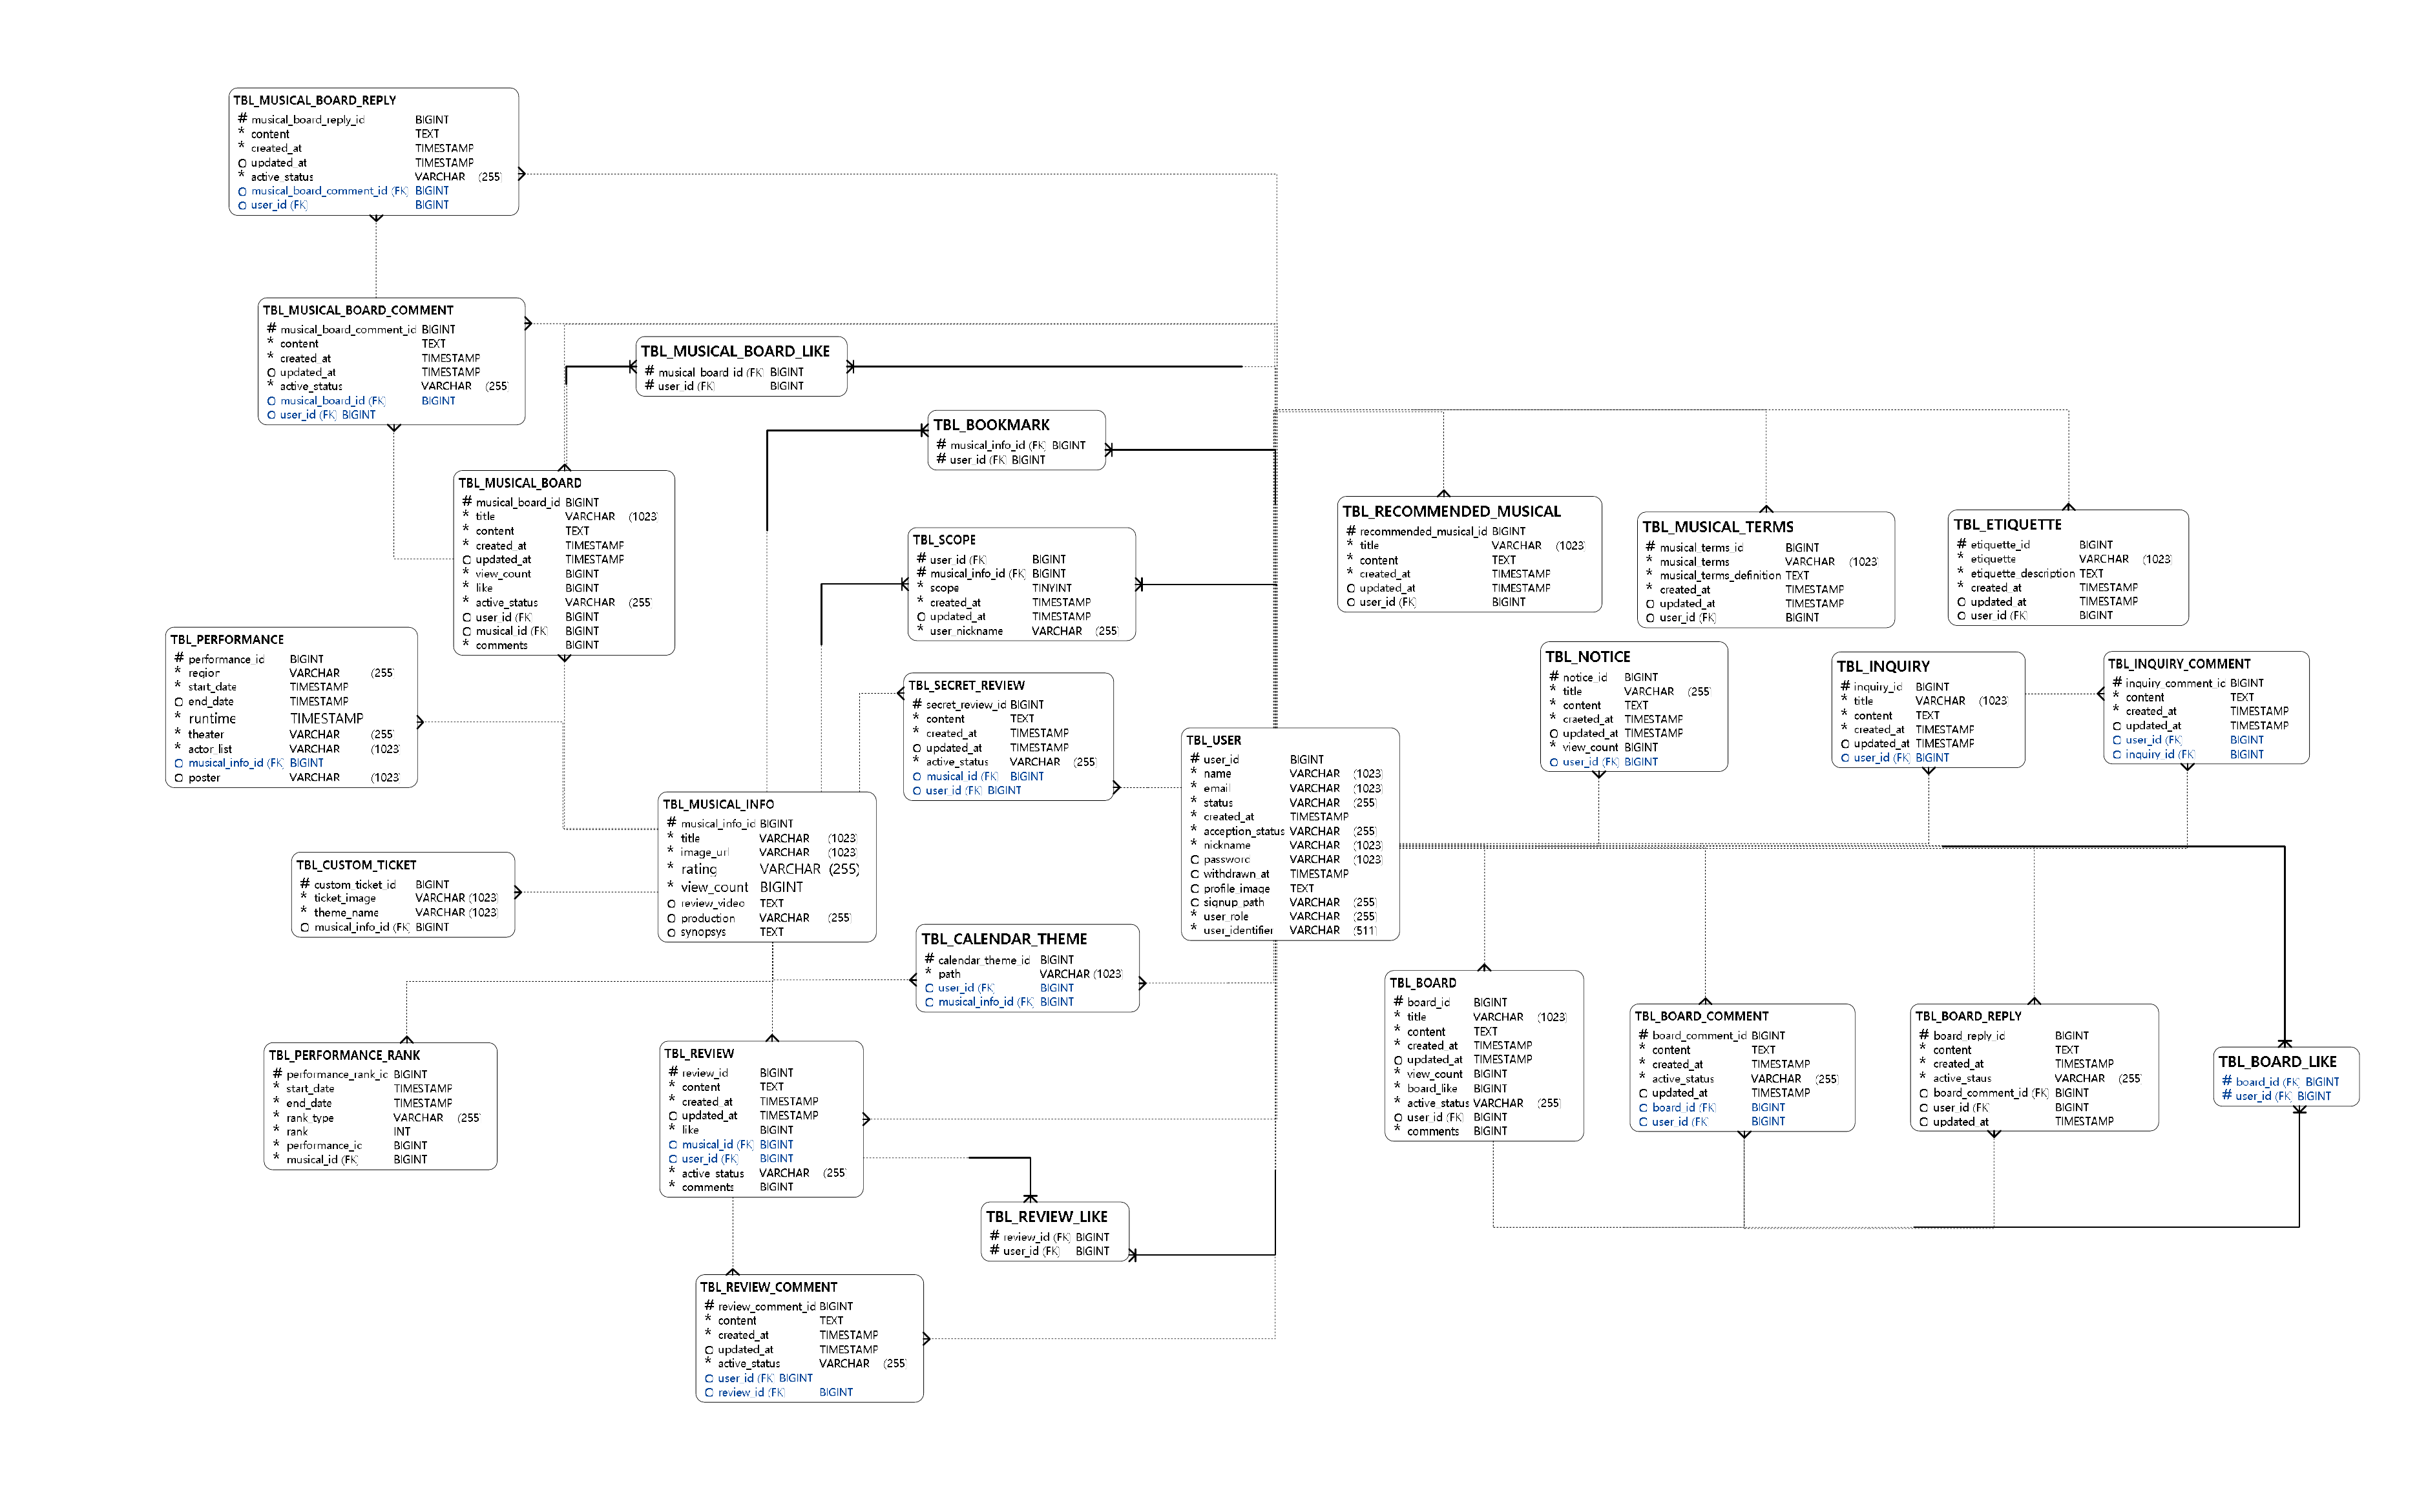 TBL_MUSICAL_BOARD_REPLY
# musical_board_reply_id BIGINT
* content TEXT
* created_at TIMESTAMP
o updated_at TIMESTAMP
* active_status VARCHAR (255)
o musical_board_comment_id (FK) BIGINT
o user_id (FK) BIGINT
TBL_MUSICAL_BOARD_COMMENT
# musical_board_comment_id BIGINT
* content TEXT
* created_at TIMESTAMP
o updated_at TIMESTAMP
* active_status VARCHAR (255)
o musical_board_id (FK) BIGINT
o user_id (FK) BIGINT
TBL_MUSICAL_BOARD_LIKE
# musical_board_id (FK) BIGINT
# user_id (FK) BIGINT
TBL_BOOKMARK
# musical_info_id (FK) BIGINT
# user_id (FK) BIGINT
TBL_MUSICAL_BOARD
# musical_board_id BIGINT
* title VARCHAR (1023)
* content TEXT
* created_at TIMESTAMP
o updated_at TIMESTAMP
* view_count BIGINT
* like BIGINT
* active_status VARCHAR (255)
o user_id (FK) BIGINT
o musical_id (FK) BIGINT
* comments BIGINT
TBL_SCOPE
# user_id (FK) BIGINT
# musical_info_id (FK) BIGINT
* scope TINYINT
* created_at TIMESTAMP
o updated_at TIMESTAMP
* user_nickname VARCHAR (255)
TBL_RECOMMENDED_MUSICAL
# recommended_musical_id BIGINT
* title VARCHAR (1023)
* content TEXT
* created_at TIMESTAMP
o updated_at TIMESTAMP
o user_id (FK) BIGINT
TBL_MUSICAL_TERMS
# musical_terms_id BIGINT
* musical_terms VARCHAR (1023)
* musical_terms_definition TEXT
* created_at TIMESTAMP
o updated_at TIMESTAMP
o user_id (FK) BIGINT
TBL_ETIQUETTE
# etiquette_id BIGINT
* etiquette VARCHAR (1023)
* etiquette_description TEXT
* created_at TIMESTAMP
o updated_at TIMESTAMP
o user_id (FK) BIGINT
TBL_PERFORMANCE
# performance_id BIGINT
* region VARCHAR (255)
* start_date TIMESTAMP
o end_date TIMESTAMP
* runtime TIMESTAMP
* theater VARCHAR (255)
* actor_list VARCHAR (1023)
o musical_info_id (FK) BIGINT
o poster VARCHAR (1023)
TBL_SECRET_REVIEW
# secret_review_id BIGINT
* content TEXT
* created_at TIMESTAMP
o updated_at TIMESTAMP
* active_status VARCHAR (255)
o musical_id (FK) BIGINT
o user_id (FK) BIGINT
TBL_NOTICE
# notice_id BIGINT
* title VARCHAR (255)
* content TEXT
* craeted_at TIMESTAMP
o updated_at TIMESTAMP
* view_count BIGINT
o user_id (FK) BIGINT
TBL_INQUIRY
# inquiry_id BIGINT
* title VARCHAR (1023)
* content TEXT
* created_at TIMESTAMP
o updated_at TIMESTAMP
o user_id (FK) BIGINT
TBL_INQUIRY_COMMENT
# inquiry_comment_id BIGINT
* content TEXT
* created_at TIMESTAMP
o updated_at TIMESTAMP
o user_id (FK) BIGINT
o inquiry_id (FK) BIGINT
TBL_USER
# user_id BIGINT
* name VARCHAR (1023)
* email VARCHAR (1023)
* status VARCHAR (255)
* created_at TIMESTAMP
* acception_status VARCHAR (255)
* nickname VARCHAR (1023)
o password VARCHAR (1023)
o withdrawn_at TIMESTAMP
o profile_image TEXT
o signup_path VARCHAR (255)
* user_role VARCHAR (255)
* user_identifier VARCHAR (511)
TBL_MUSICAL_INFO
# musical_info_id BIGINT
* title VARCHAR (1023)
* image_url VARCHAR (1023)
* rating VARCHAR (255)
* view_count BIGINT
o review_video TEXT
o production VARCHAR (255)
o synopsys TEXT
TBL_CUSTOM_TICKET
# custom_ticket_id BIGINT
* ticket_image VARCHAR (1023)
* theme_name VARCHAR (1023)
o musical_info_id (FK) BIGINT
TBL_CALENDAR_THEME
# calendar_theme_id BIGINT
* path VARCHAR (1023)
o user_id (FK) BIGINT
o musical_info_id (FK) BIGINT
TBL_BOARD
# board_id BIGINT
* title VARCHAR (1023)
* content TEXT
* created_at TIMESTAMP
o updated_at TIMESTAMP
* view_count BIGINT
* board_like BIGINT
* active_status VARCHAR (255)
o user_id (FK) BIGINT
* comments BIGINT
TBL_BOARD_COMMENT
# board_comment_id BIGINT
* content TEXT
* created_at TIMESTAMP
* active_status VARCHAR (255)
o updated_at TIMESTAMP
o board_id (FK) BIGINT
o user_id (FK) BIGINT
TBL_BOARD_REPLY
# board_reply_id BIGINT
* content TEXT
* created_at TIMESTAMP
* active_staus VARCHAR (255)
o board_comment_id (FK) BIGINT
o user_id (FK) BIGINT
o updated_at TIMESTAMP
TBL_BOARD_LIKE
# board_id (FK) BIGINT
# user_id (FK) BIGINT
TBL_PERFORMANCE_RANK
# performance_rank_id BIGINT
* start_date TIMESTAMP
* end_date TIMESTAMP
* rank_type VARCHAR (255)
* rank INT
* performance_id BIGINT
* musical_id (FK) BIGINT
TBL_REVIEW
# review_id BIGINT
* content TEXT
* created_at TIMESTAMP
o updated_at TIMESTAMP
* like BIGINT
o musical_id (FK) BIGINT
o user_id (FK) BIGINT
* active_status VARCHAR (255)
* comments BIGINT
TBL_REVIEW_LIKE
# review_id (FK) BIGINT
# user_id (FK) BIGINT
TBL_REVIEW_COMMENT
# review_comment_id BIGINT
* content TEXT
* created_at TIMESTAMP
o updated_at TIMESTAMP
* active_status VARCHAR (255)
o user_id (FK) BIGINT
o review_id (FK) BIGINT